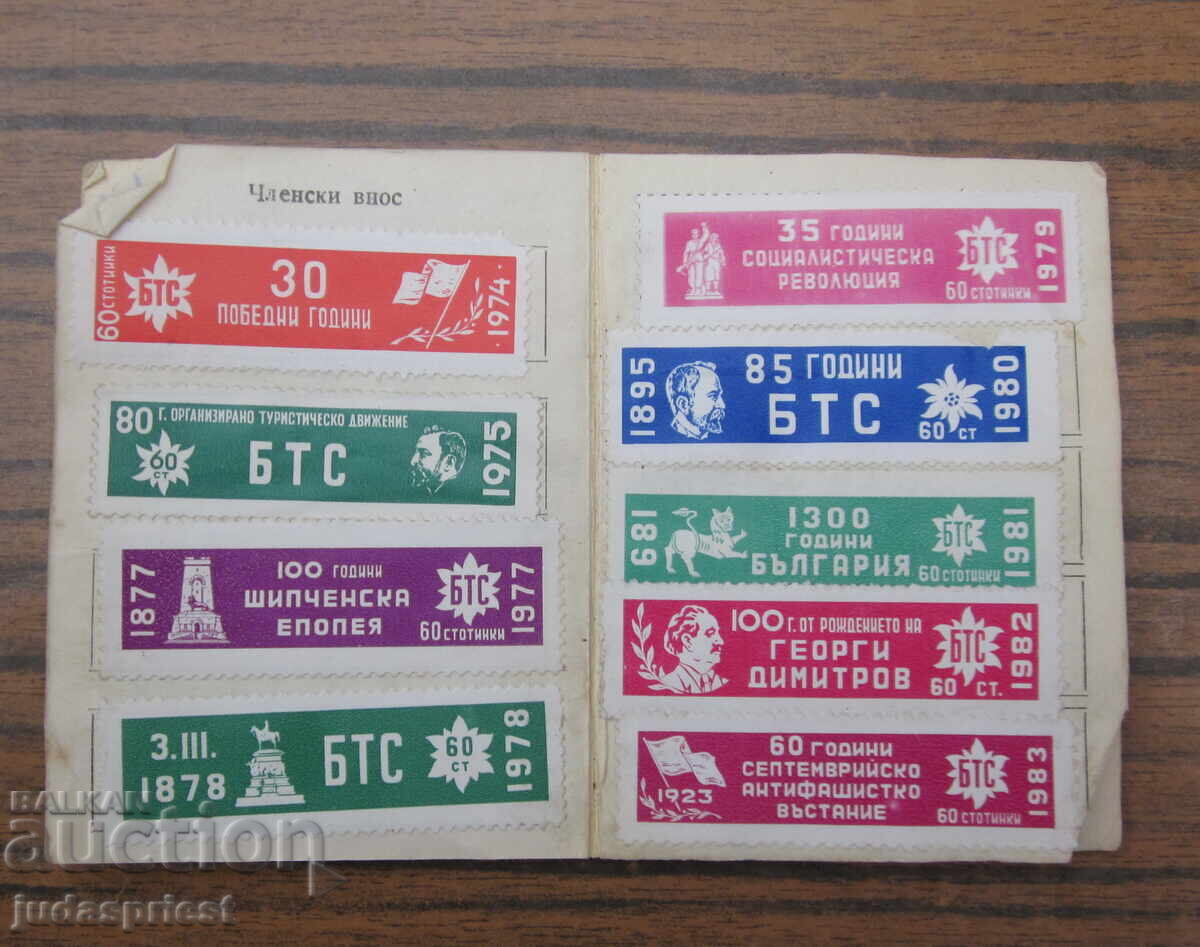 Членски внос
60 стотинки
БТС
30
ПОБЕДНИ ГОДИНИ
· 1974 ·
80 Г. ОРГАНИЗИРАНО ТУРИСТИЧЕСКО ДВИЖЕНИЕ
60 СТ
БТС
1975
1877
100 ГОДИНИ
ШИПЧЕНСКА
ЕПОПЕЯ
БТС
60 СТОТИНКИ
1977
3.III.
1878
БТС
60 СТ
1978
35 ГОДИНИ
СОЦИАЛИСТИЧЕСКА
РЕВОЛЮЦИЯ
БТС
60 СТОТИНКИ
1979
1895
85 ГОДИНИ
БТС
60 СТ
1980
681
1300
ГОДИНИ
БЪЛГАРИЯ
БТС
60 СТОТИНКИ
1981
100 Г. ОТ РОЖДЕНИЕТО НА
ГЕОРГИ
ДИМИТРОВ
БТС
60 СТ.
1982
1923
60 ГОДИНИ
СЕПТЕМВРИЙСКО
АНТИФАШИСТКО
ВЪСТАНИЕ
БТС
60 СТОТИНКИ
1983
BALKAN
auction
judaspriest